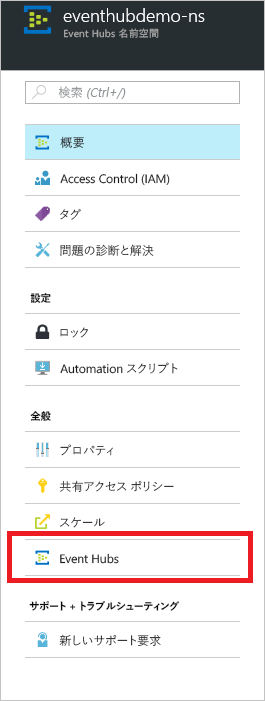 eventhubdemo-ns
Event Hubs 名前空間
検索 (Ctrl+/)
概要
Access Control (IAM)
タグ
問題の診断と解決
設定
ロック
Automation スクリプト
全般
プロパティ
共有アクセス ポリシー
スケール
Event Hubs
サポート + トラブルシューティング
新しいサポート要求